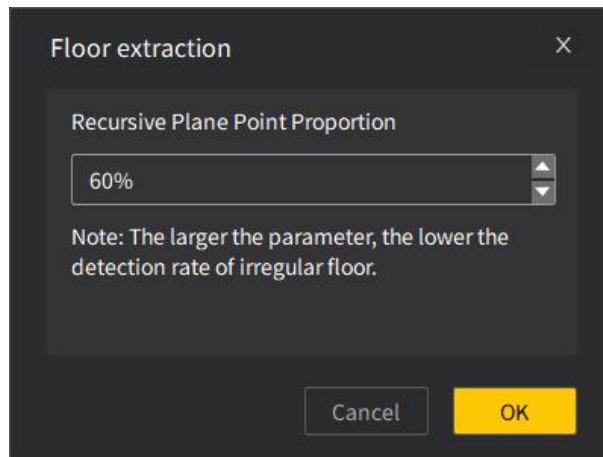 Floor extraction
Recursive Plane Point Proportion
60%
Note: The larger the parameter, the lower the
detection rate of irregular floor.
Cancel
OK